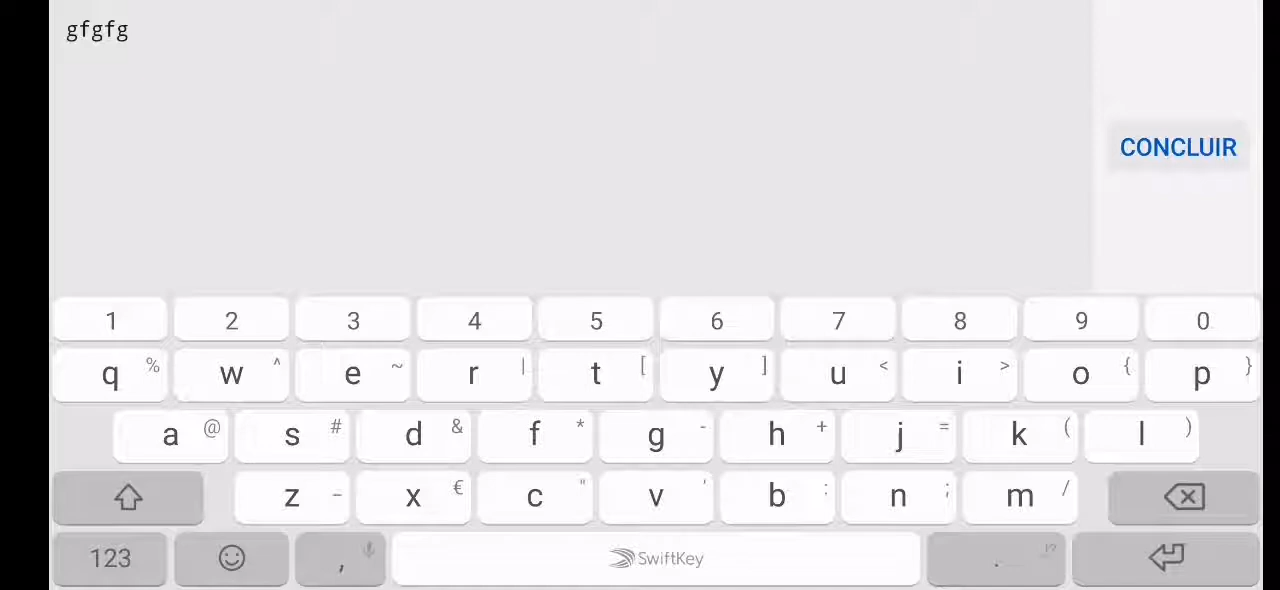 gfgfg
CONCLUIR
1 2 3 4 5 6 7 8 9 0
q % w ^ e ~ r | t [ y ] u < i > o { p }
a @ s # d & f * g - h + j = k ( l )
z _ x € c " v ' b : n ; m /
123 , SwiftKey . !?